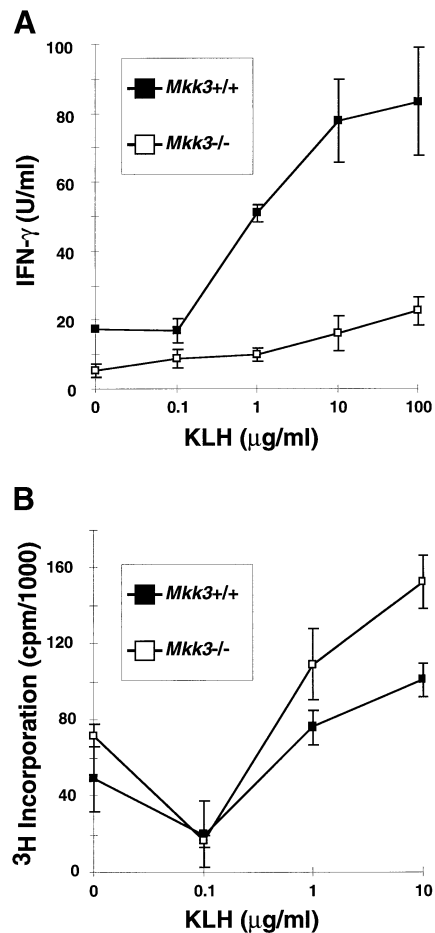 A
100
80
60
40
20
0
IFN-γ (U/ml)
Mkk3+/+
Mkk3-/-
0 0.1 1 10 100
KLH (μg/ml)
B
160
120
80
40
0
3H Incorporation (cpm/1000)
Mkk3+/+
Mkk3-/-
0 0.1 1 10
KLH (μg/ml)